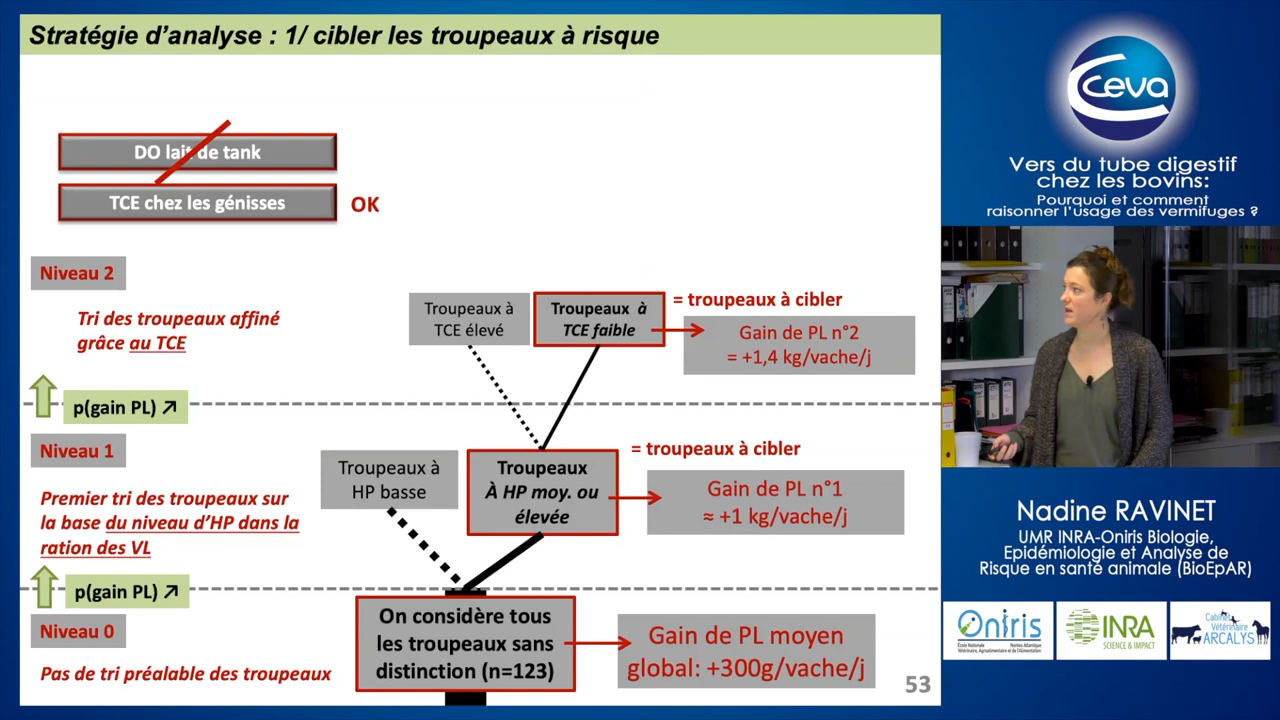 Stratégie d'analyse : 1/ cibler les troupeaux à risque
DO lait de tank
TCE chez les génisses
OK
Niveau 2
Tri des troupeaux affiné
grâce au TCE
Troupeaux à
TCE élevé
Troupeaux à
TCE faible
= troupeaux à cibler
Gain de PL n°2
= +1,4 kg/vache/j
p(gain PL) ↗
Niveau 1
Premier tri des troupeaux sur
la base du niveau d'HP dans la
ration des VL
Troupeaux à
HP basse
Troupeaux
À HP moy. ou
élevée
= troupeaux à cibler
Gain de PL n°1
≈ +1 kg/vache/j
p(gain PL) ↗
Niveau 0
Pas de tri préalable des troupeaux
On considère tous
les troupeaux sans
distinction (n=123)
Gain de PL moyen
global: +300g/vache/j
53
ceva
Vers du tube digestif
chez les bovins:
Pourquoi et comment
raisonner l'usage des vermifuges ?
Nadine RAVINET
UMR INRA-Oniris Biologie,
Epidémiologie et Analyse de
Risque en santé animale (BioEpAR)
Oniris
INRA
SCIENCE & IMPACT
Cabinet
Vétérinaire
ARCALYS